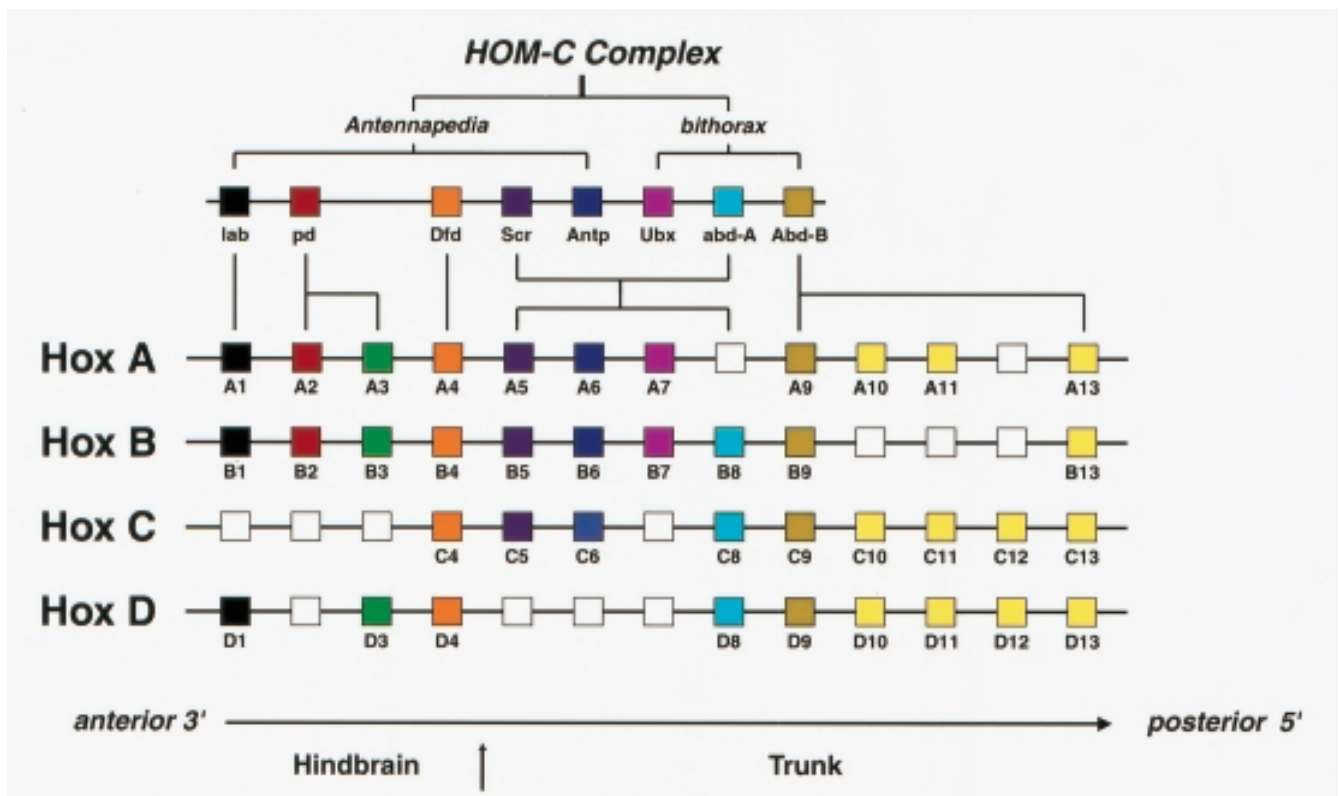 HOM-C Complex
Antennapedia bithorax
lab pd Dfd Scr Antp Ubx abd-A Abd-B
Hox A
A1 A2 A3 A4 A5 A6 A7 A9 A10 A11 A13
Hox B
B1 B2 B3 B4 B5 B6 B7 B8 B9 B13
Hox C
C4 C5 C6 C8 C9 C10 C11 C12 C13
Hox D
D1 D3 D4 D8 D9 D10 D11 D12 D13
anterior 3' posterior 5'
Hindbrain Trunk